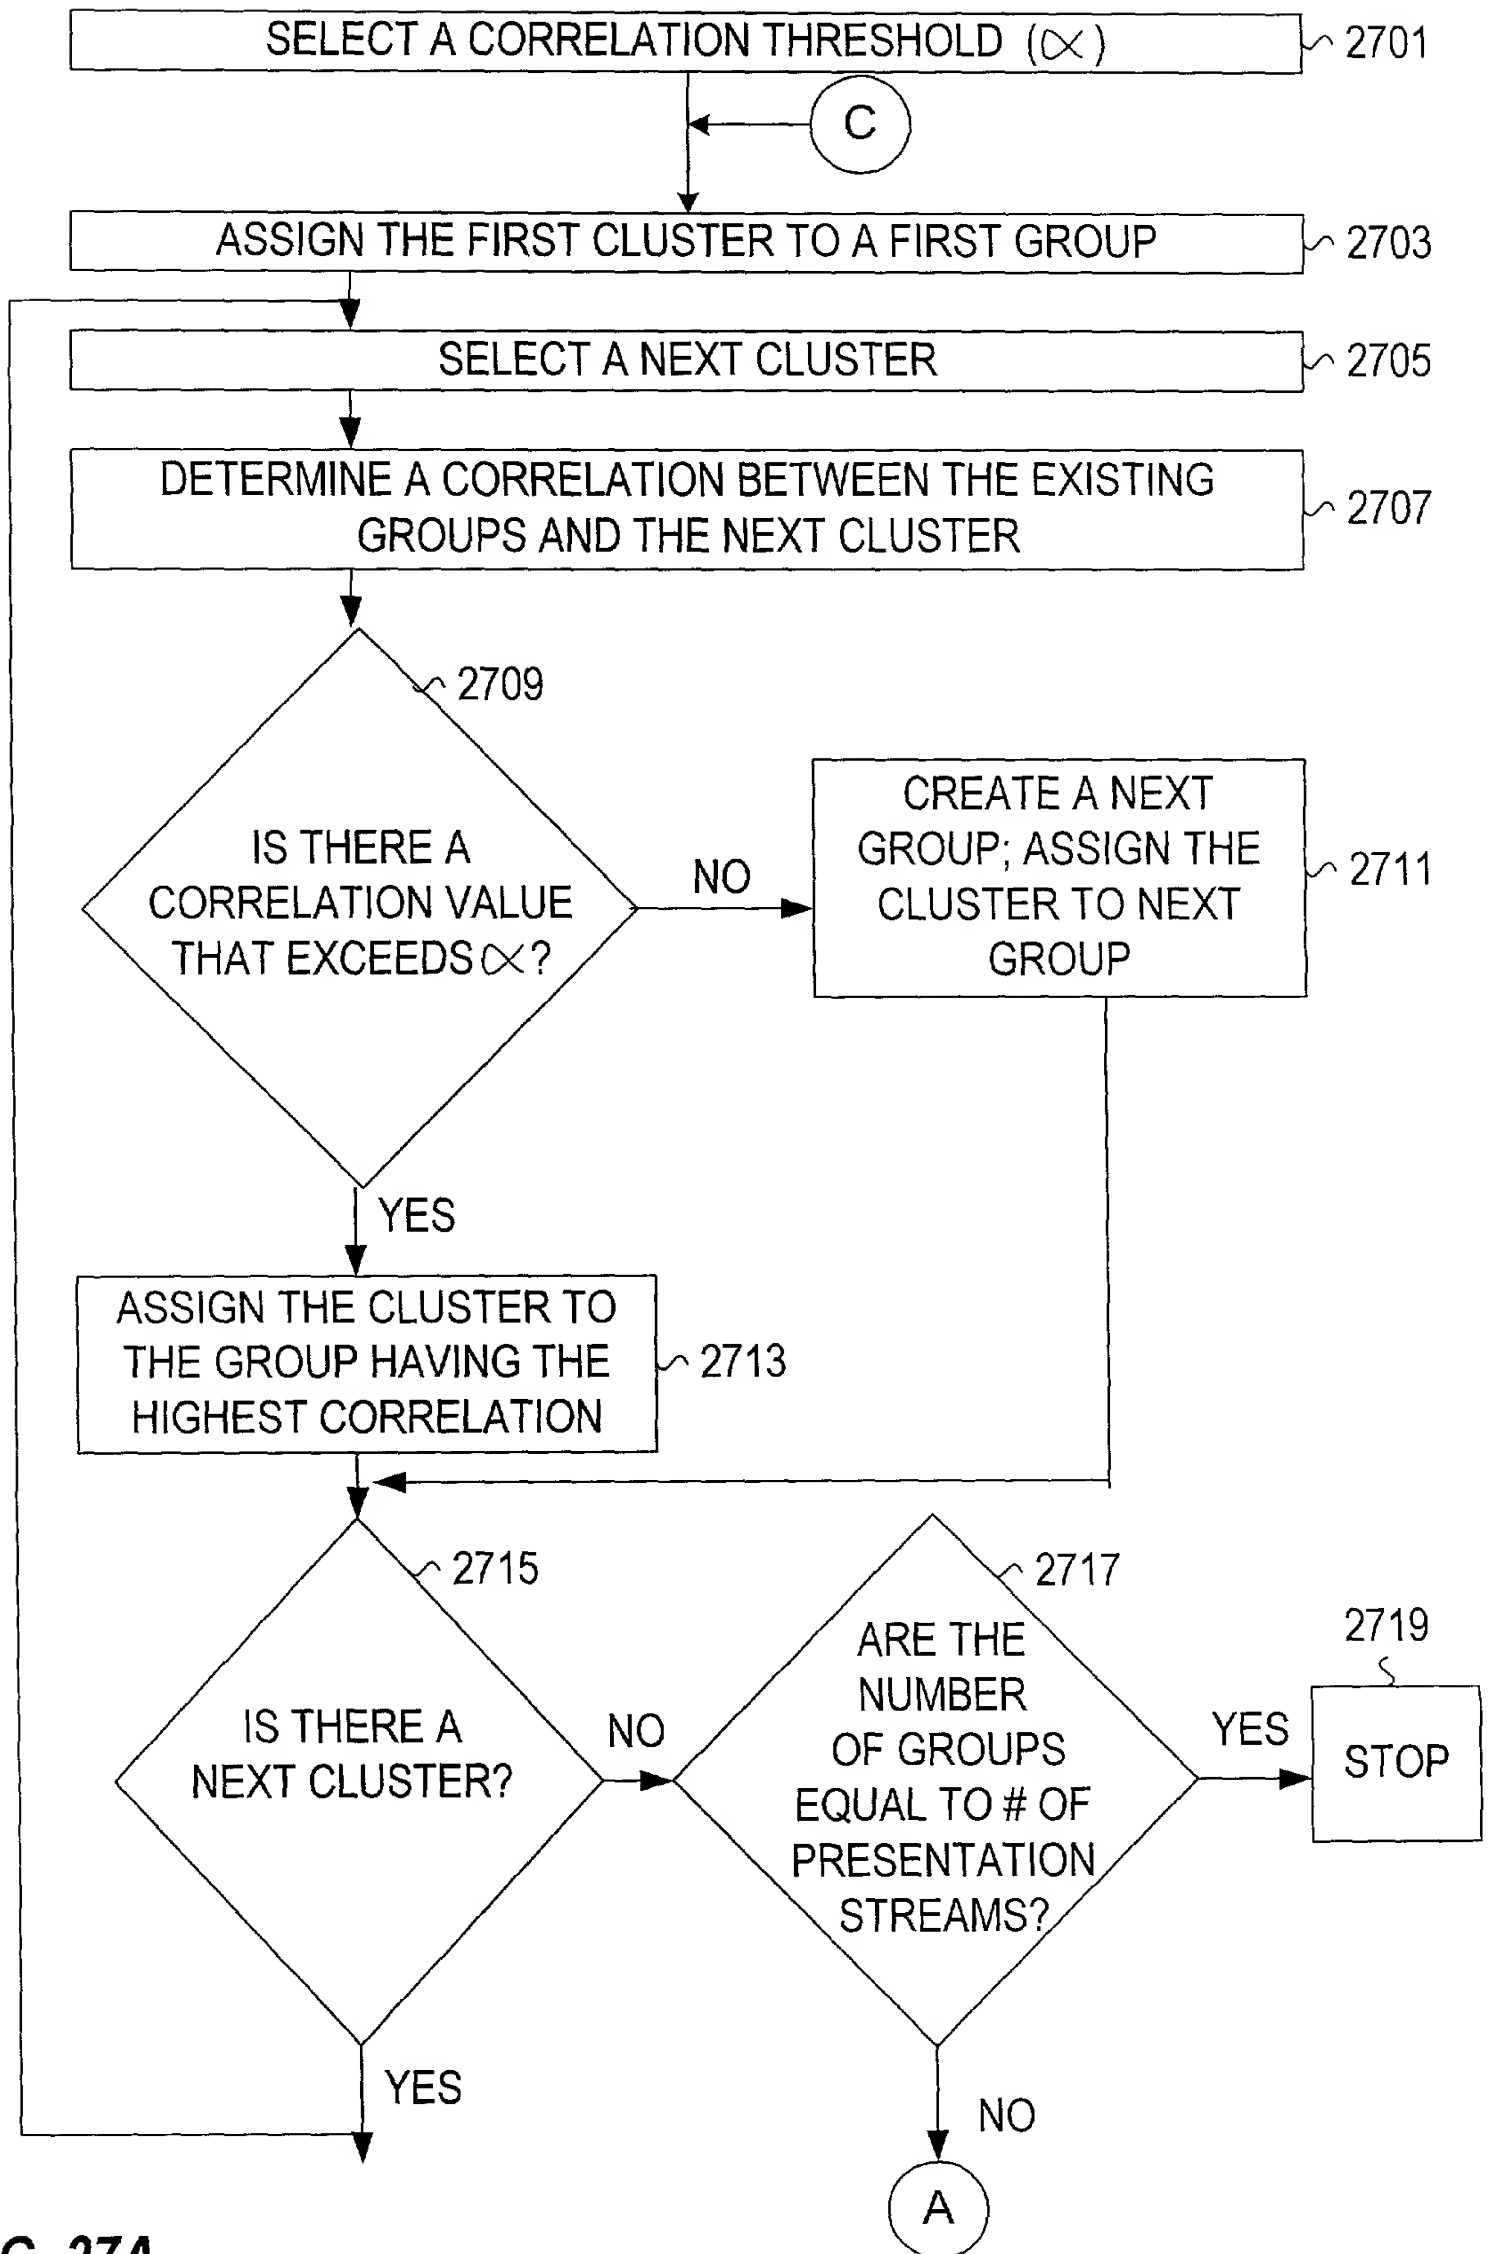 SELECT A CORRELATION THRESHOLD (∝)
2701
C
ASSIGN THE FIRST CLUSTER TO A FIRST GROUP
2703
SELECT A NEXT CLUSTER
2705
DETERMINE A CORRELATION BETWEEN THE EXISTING
GROUPS AND THE NEXT CLUSTER
2707
2709
IS THERE A
CORRELATION VALUE
THAT EXCEEDS ∝?
NO
CREATE A NEXT
GROUP; ASSIGN THE
CLUSTER TO NEXT
GROUP
2711
YES
ASSIGN THE CLUSTER TO
THE GROUP HAVING THE
HIGHEST CORRELATION
2713
2715
IS THERE A
NEXT CLUSTER?
NO
2717
ARE THE
NUMBER
OF GROUPS
EQUAL TO # OF
PRESENTATION
STREAMS?
YES
2719
STOP
YES
NO
A
27A